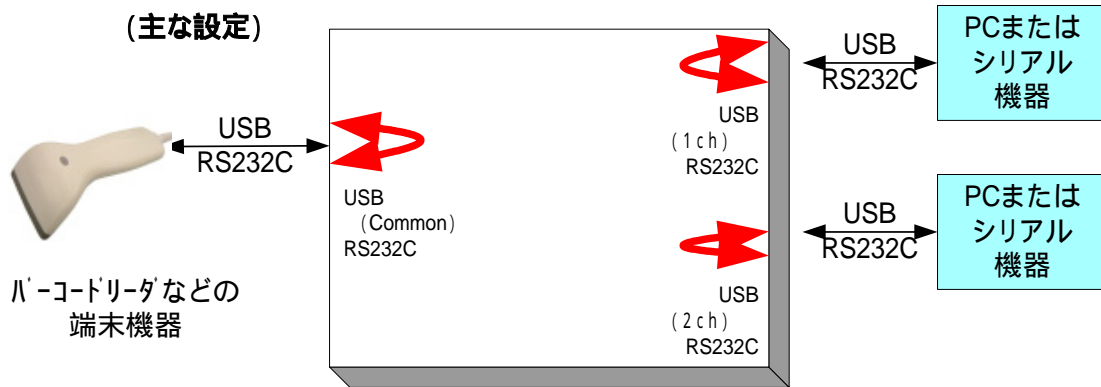 (主な設定)
USB
RS232C
バーコードリーダなどの
端末機器
USB
(Common)
RS232C
USB
(1ch)
RS232C
USB
(2ch)
RS232C
USB
RS232C
PCまたは
シリアル
機器
USB
RS232C
PCまたは
シリアル
機器